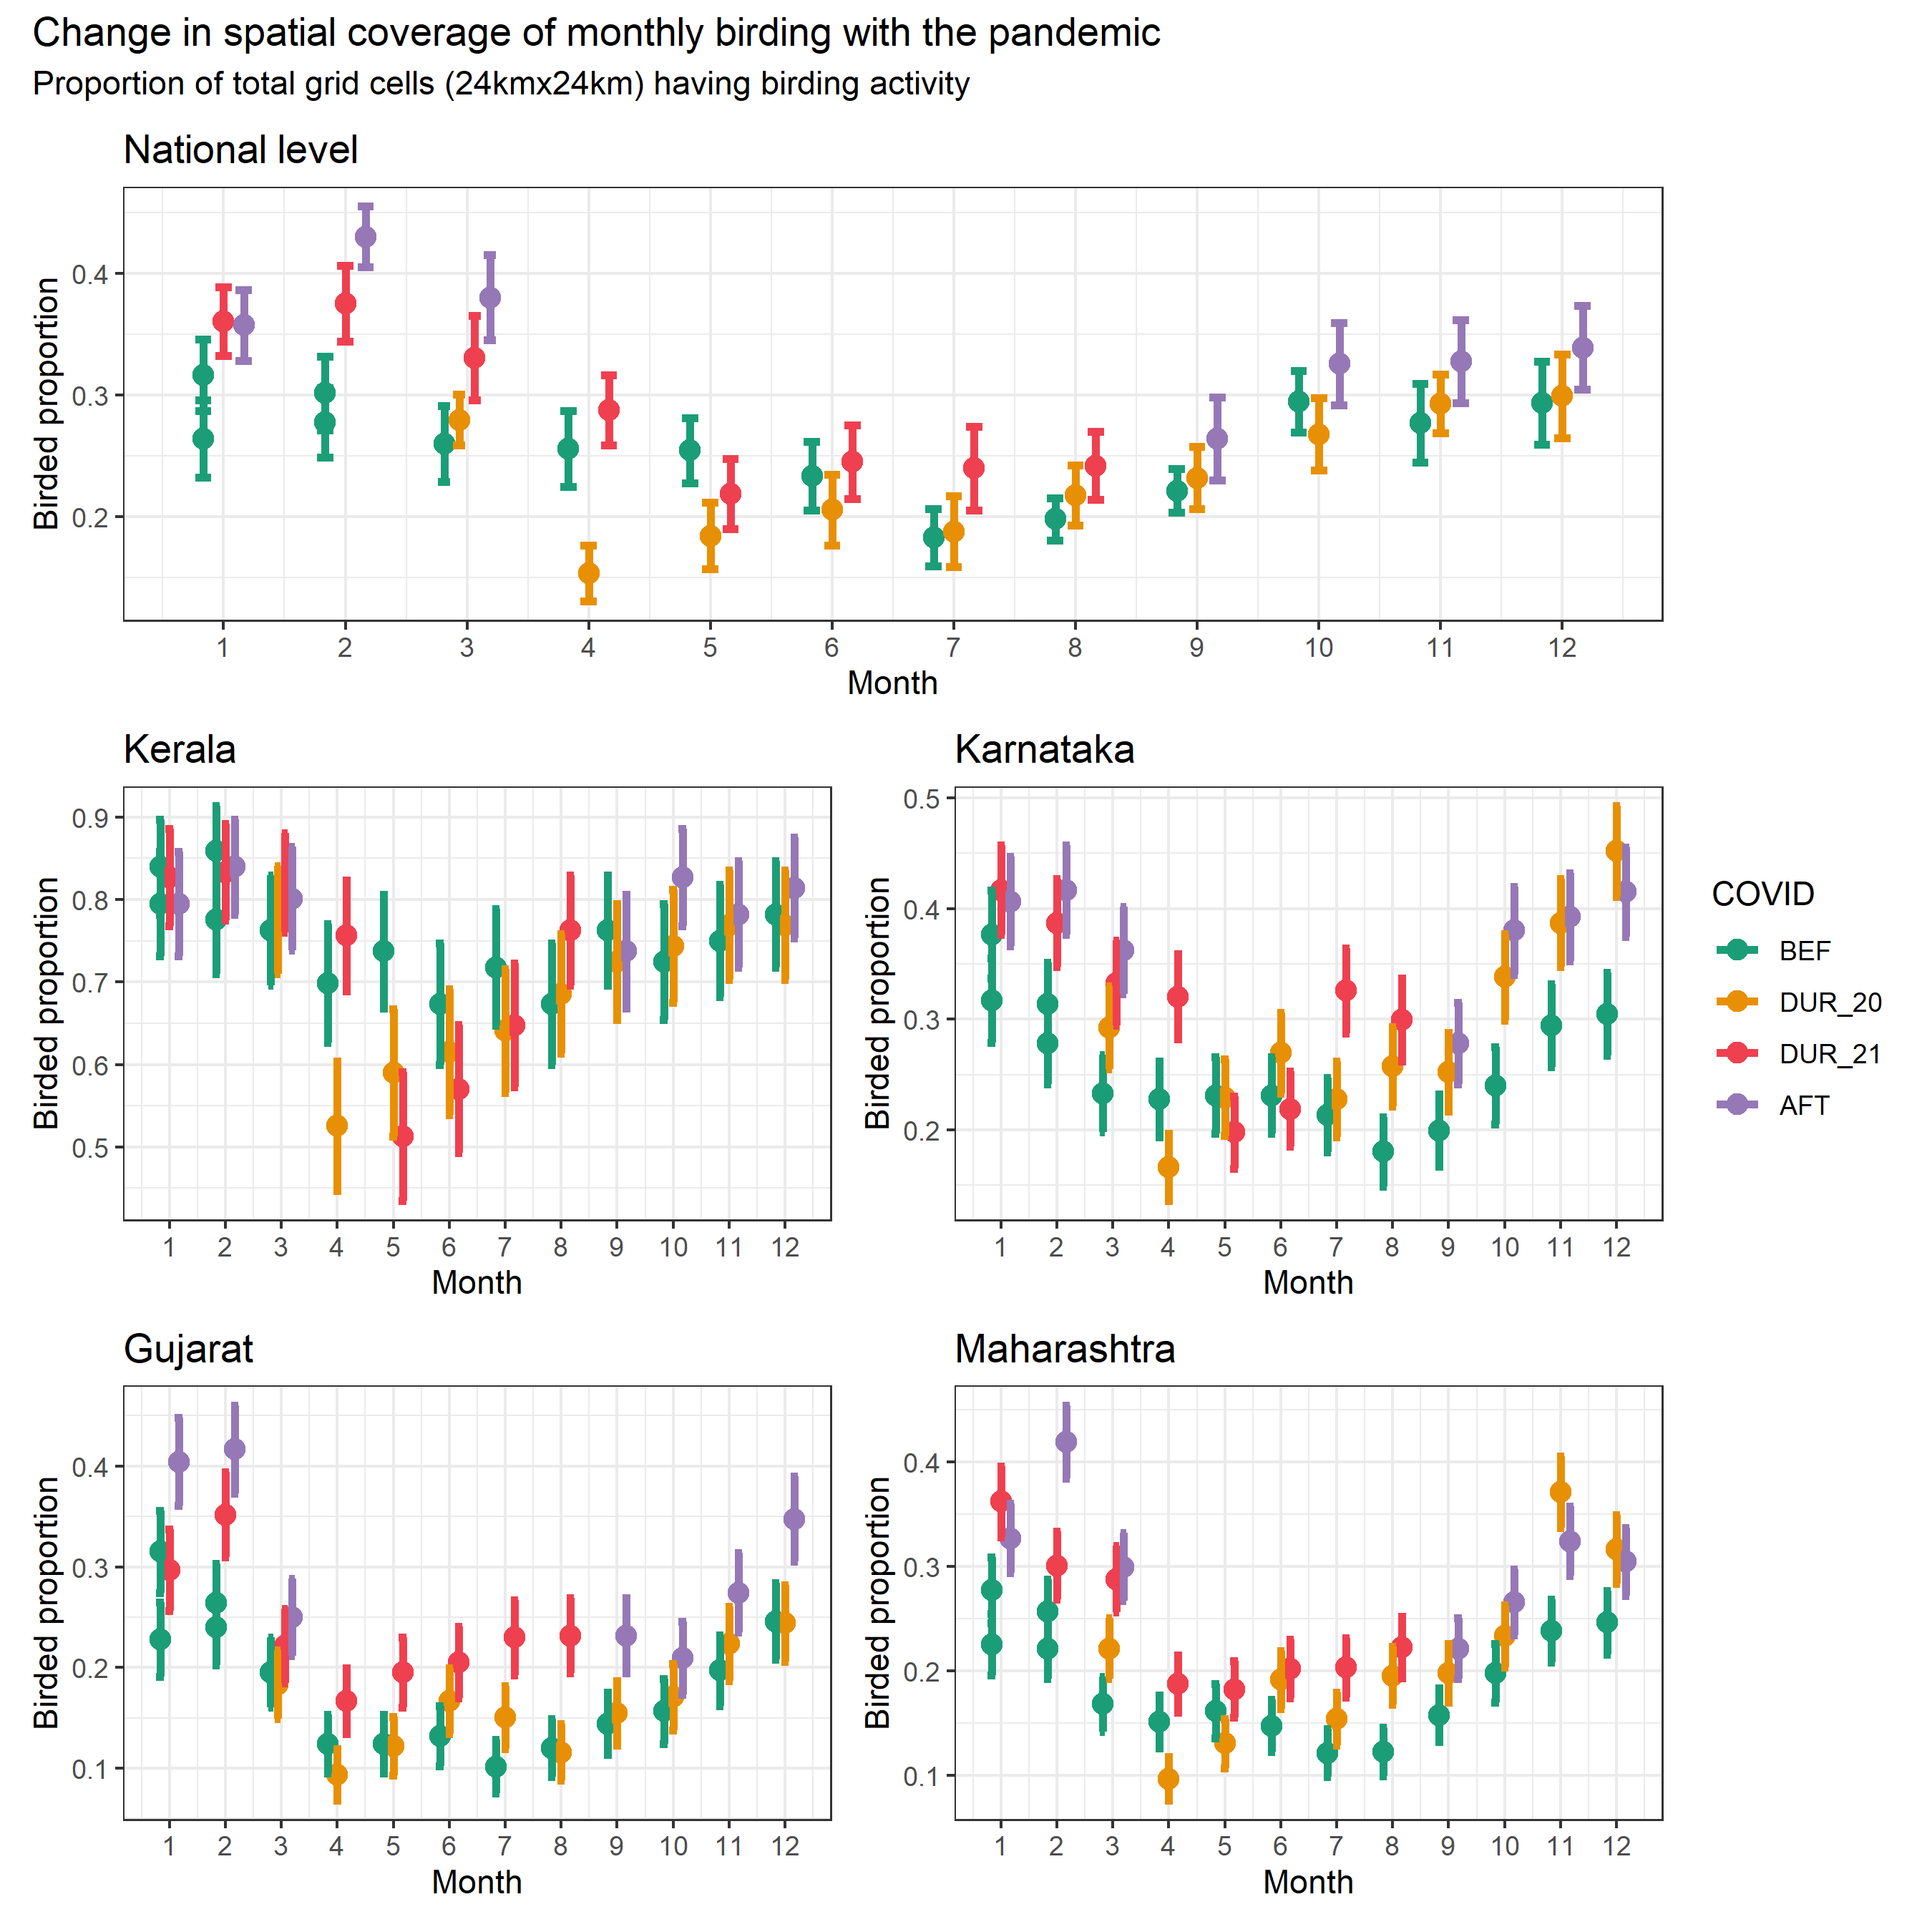 Change in spatial coverage of monthly birding with the pandemic
Proportion of total grid cells (24kmx24km) having birding activity
National level
Birded proportion
0.4
0.3
0.2
1 2 3 4 5 6 7 8 9 10 11 12
Month
Kerala
Birded proportion
0.9
0.8
0.7
0.6
0.5
1 2 3 4 5 6 7 8 9 10 11 12
Month
Karnataka
Birded proportion
0.5
0.4
0.3
0.2
1 2 3 4 5 6 7 8 9 10 11 12
Month
COVID
BEF
DUR_20
DUR_21
AFT
Gujarat
Birded proportion
0.4
0.3
0.2
0.1
1 2 3 4 5 6 7 8 9 10 11 12
Month
Maharashtra
Birded proportion
0.4
0.3
0.2
0.1
1 2 3 4 5 6 7 8 9 10 11 12
Month